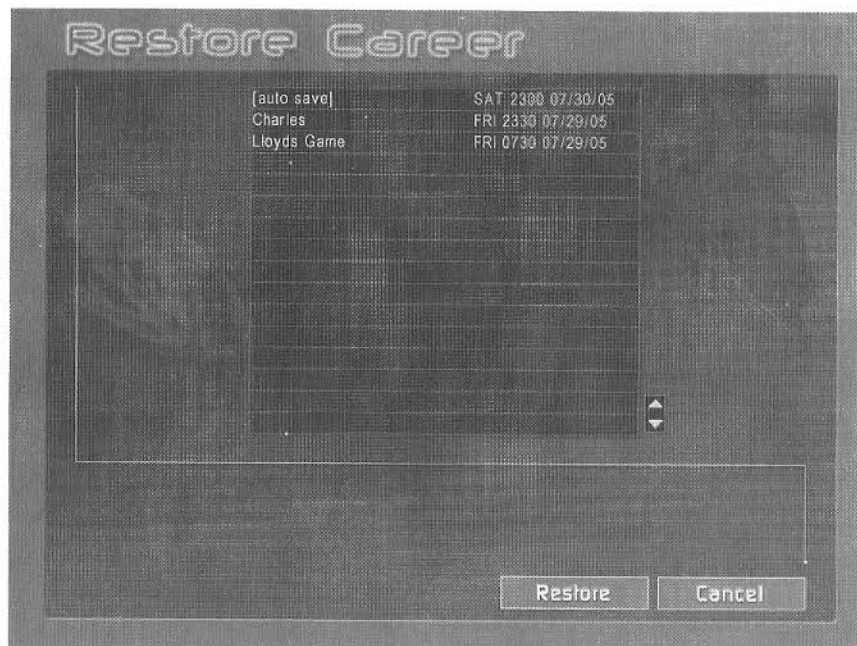 Restore Career
[auto save] SAT 2300 07/30/05
Charles FRI 2330 07/29/05
Lloyds Game FRI 0730 07/29/05
Restore Cancel